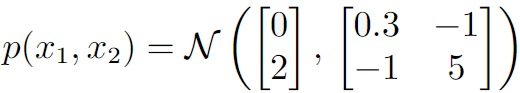 p(x₁, x₂) = 𝒩 ( [0 2] , [0.3 −1 −1 5] )